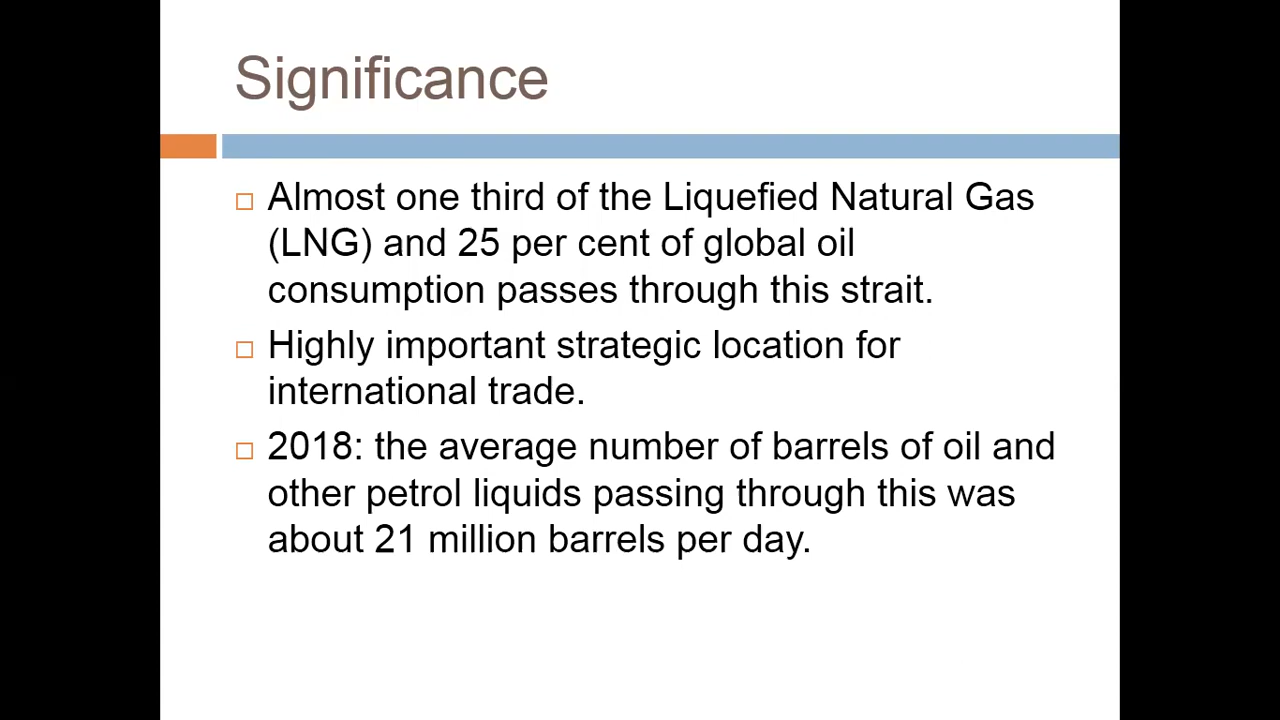 Significance
Almost one third of the Liquefied Natural Gas
(LNG) and 25 per cent of global oil
consumption passes through this strait.
Highly important strategic location for
international trade.
2018: the average number of barrels of oil and
other petrol liquids passing through this was
about 21 million barrels per day.